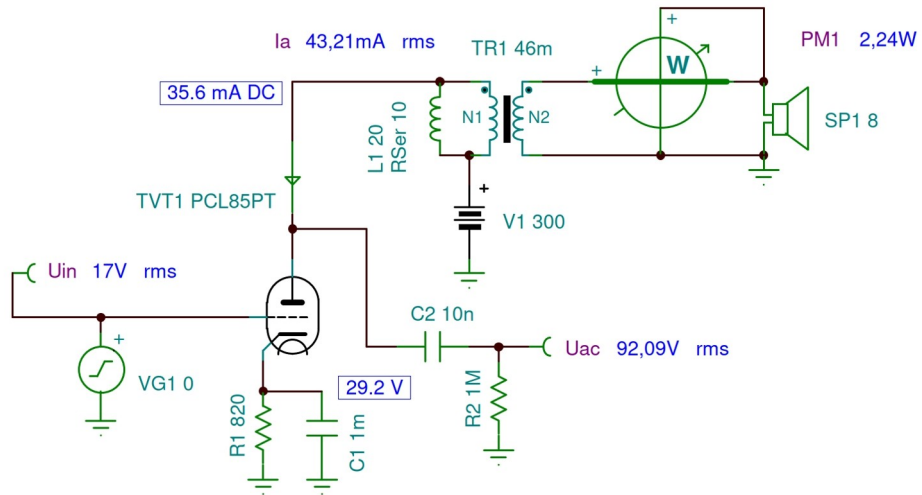 Ia 43,21mA rms
TR1 46m
PM1 2,24W
+
+
W
35.6 mA DC
L1 20
RSer 10
N1 N2
SP1 8
TVT1 PCL85PT
+
V1 300
Uin 17V rms
C2 10n
+
Uac 92,09V rms
VG1 0
29.2 V
R1 820
C1 1m
R2 1M